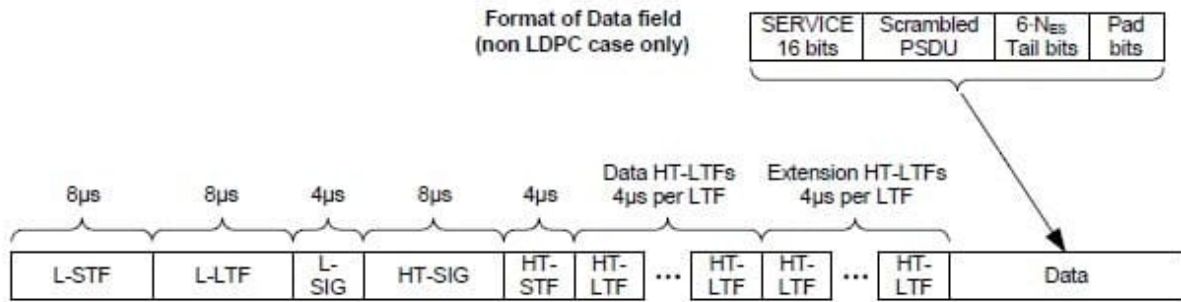 Format of Data field
(non LDPC case only)
SERVICE
16 bits
Scrambled
PSDU
6-NES
Tail bits
Pad
bits
8μs
8μs
4μs
8μs
4μs
Data HT-LTFs
4μs per LTF
Extension HT-LTFs
4μs per LTF
L-STF
L-LTF
L-
SIG
HT-SIG
HT-
STF
HT-
LTF
...
HT-
LTF
HT-
LTF
...
HT-
LTF
Data